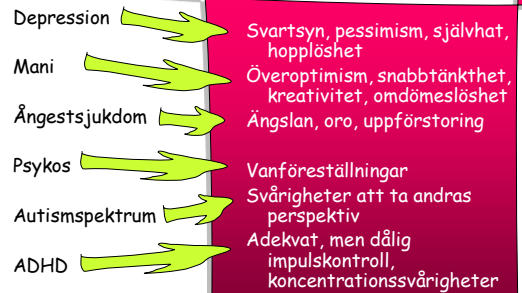 Depression
Svartsyn, pessimism, självhat,
hopplöshet
Mani
Överoptimism, snabbtänkthet,
kreativitet, omdömeslöshet
Ångestsjukdom
Ängslan, oro, uppförstoring
Psykos
Vanföreställningar
Autismspektrum
Svårigheter att ta andras
perspektiv
ADHD
Adekvat, men dålig
impulskontroll,
koncentrationssvårigheter